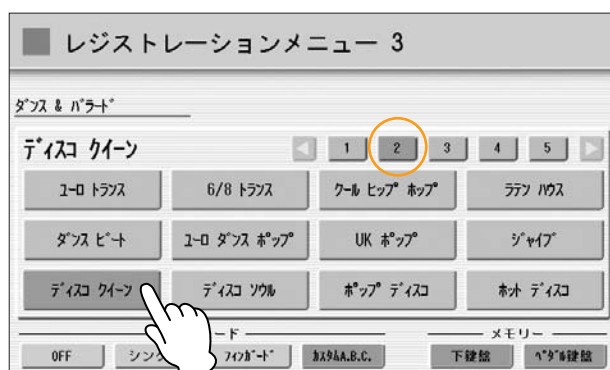 レジストレーションメニュー 3
ﾀﾞﾝｽ & ﾊﾞﾗｰﾄﾞ
ﾃﾞｨｽｺ ｸｲｰﾝ 1 2 3 4 5
ﾕｰﾛ ﾄﾗﾝｽ 6/8 ﾄﾗﾝｽ ｸｰﾙ ﾋｯﾌﾟ ﾎｯﾌﾟ ﾗﾃﾝ ﾊｳｽ
ﾀﾞﾝｽ ﾋﾞｰﾄ ﾕｰﾛ ﾀﾞﾝｽ ﾎﾟｯﾌﾟ UK ﾎﾟｯﾌﾟ ｼﾞｬｲﾌﾞ
ﾃﾞｨｽｺ ｸｲｰﾝ ﾃﾞｨｽｺ ｿｳﾙ ﾎﾟｯﾌﾟ ﾃﾞｨｽｺ ﾎｯﾄ ﾃﾞｨｽｺ
ード メモリー
OFF シング ﾌｨﾝｶﾞｰﾄﾞ ｶｽﾀﾑA.B.C. 下鍵盤 ﾍﾟﾀﾞﾙ鍵盤